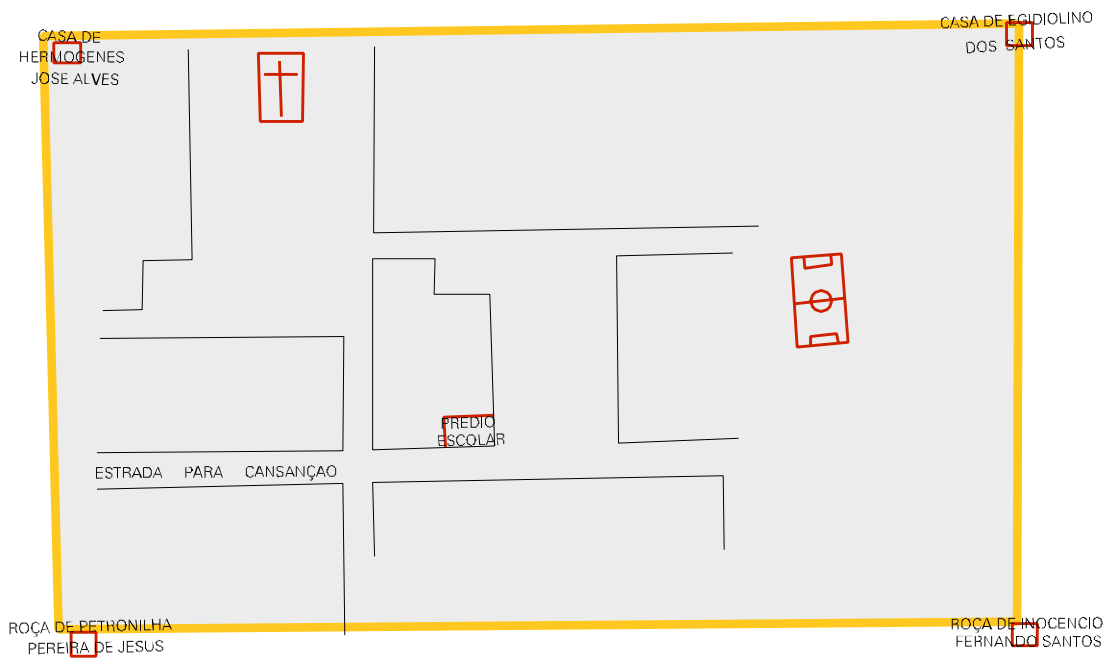 CASA DE
HERMOGENES
JOSE ALVES
CASA DE EGIDIOLINO
DOS SANTOS
PREDIO
ESCOLAR
ESTRADA PARA CANSANÇAO
ROÇA DE PETRONILHA
PEREIRA DE JESUS
ROÇA DE INOCENCIO
FERNANDO SANTOS